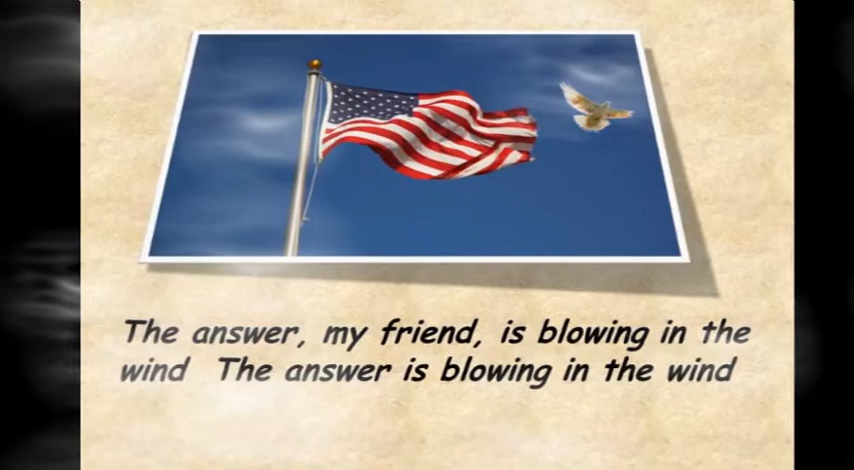 The answer, my friend, is blowing in the
wind The answer is blowing in the wind